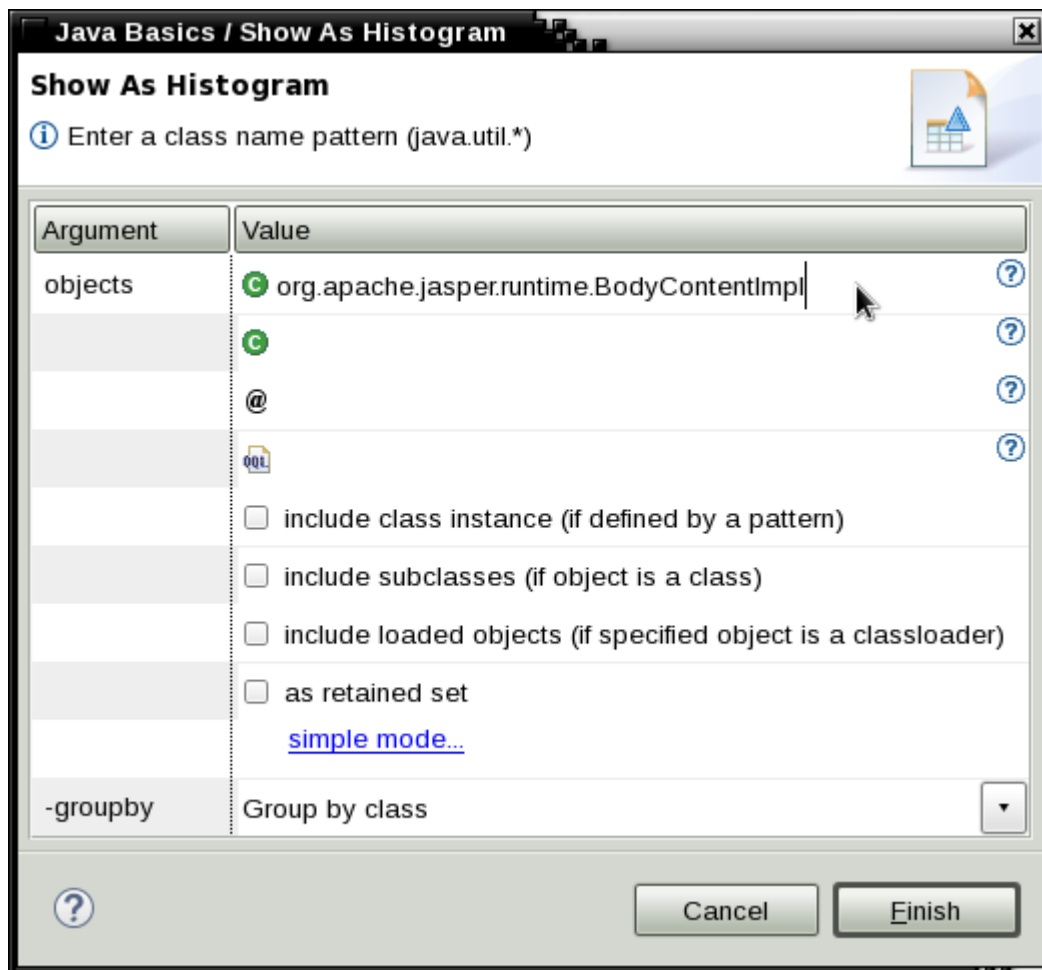 Java Basics / Show As Histogram
Show As Histogram
Enter a class name pattern (java.util.*)
Argument Value
objects C org.apache.jasper.runtime.BodyContentImpl ?
C ?
@ ?
OQL ?
include class instance (if defined by a pattern)
include subclasses (if object is a class)
include loaded objects (if specified object is a classloader)
as retained set
simple mode...
-groupby Group by class
? Cancel Finish